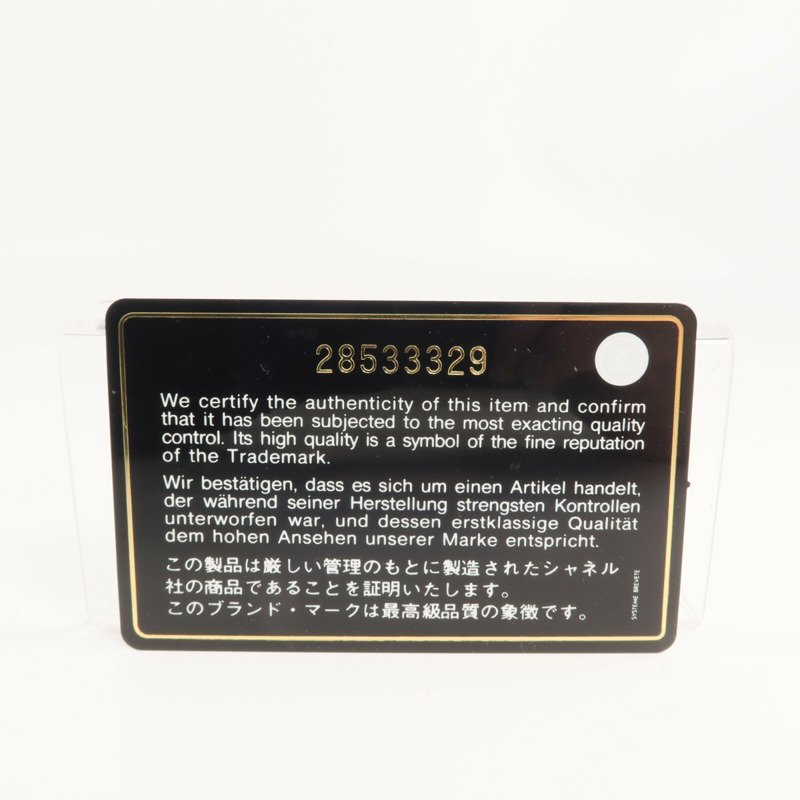 28533329
We certify the authenticity of this item and confirm
that it has been subjected to the most exacting quality
control. Its high quality is a symbol of the fine reputation
of the Trademark.
Wir bestätigen, dass es sich um einen Artikel handelt,
der während seiner Herstellung strengsten Kontrollen
unterworfen war, und dessen erstklassige Qualität
dem hohen Ansehen unserer Marke entspricht.
この製品は厳しい管理のもとに製造されたシャネル
社の商品であることを証明いたします。
このブランド・マークは最高級品質の象徴です。
SYSTEME BREVETE